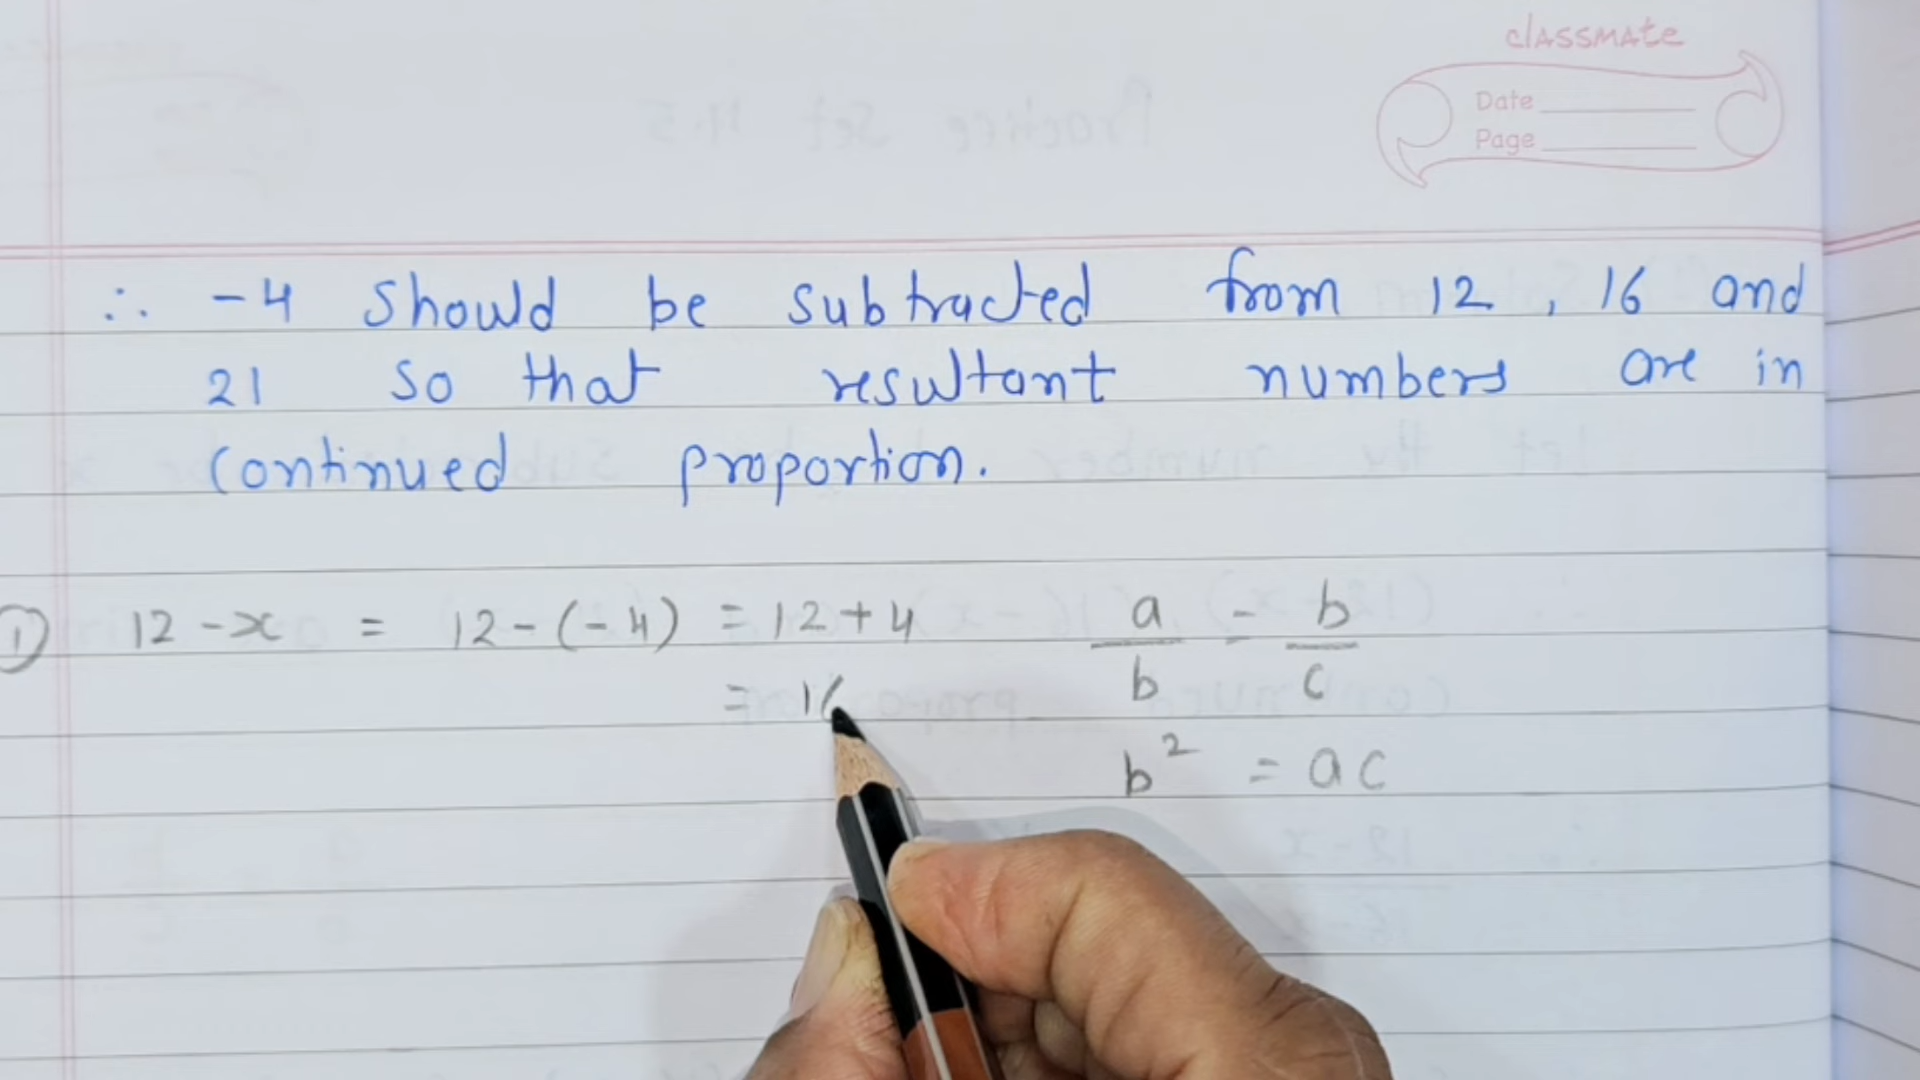 classmate
Date
Page
∴ -4 should be subtracted from 12, 16 and
21 so that resultant numbers are in
continued proportion.
① 12 - x = 12 - (-4) = 12 + 4
= 16
a/b = b/c
b² = ac